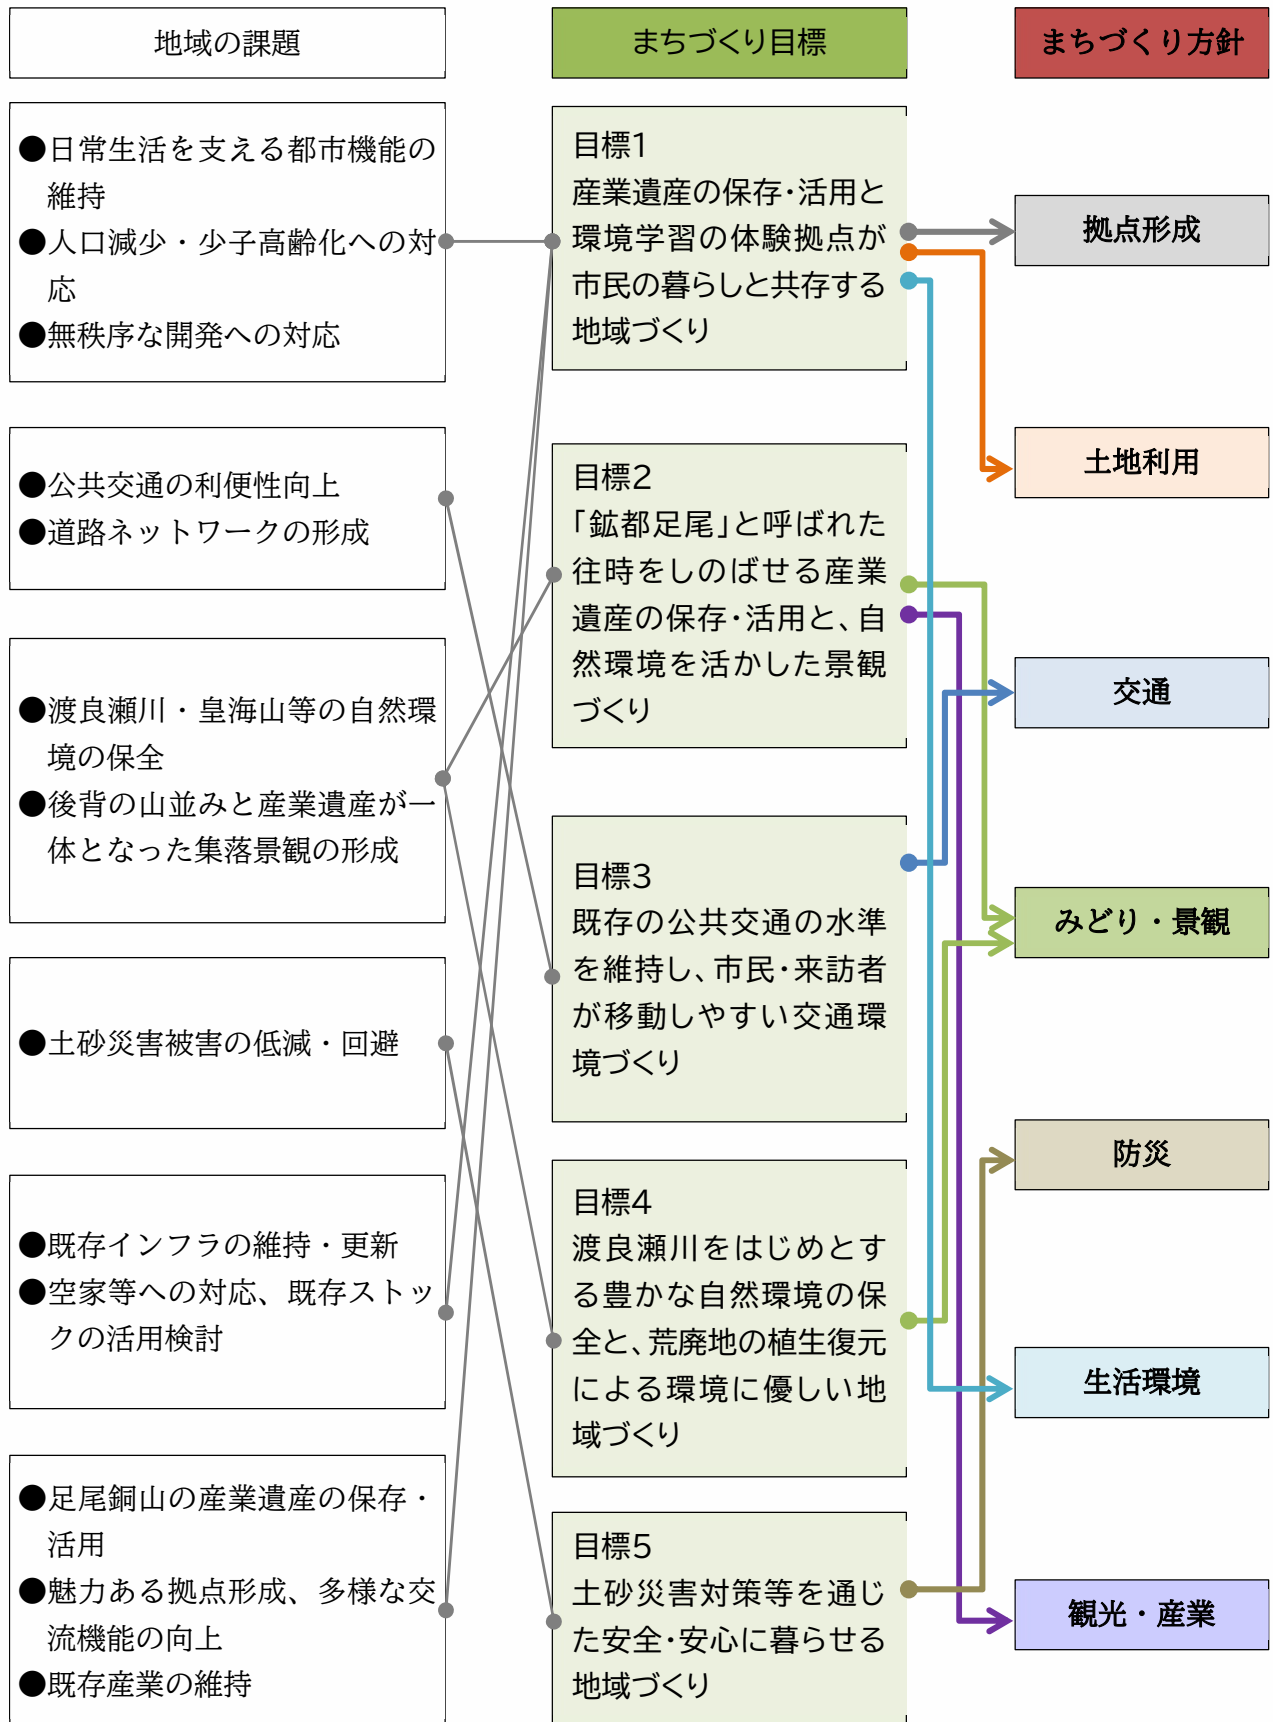 地域の課題
まちづくり目標
まちづくり方針
●日常生活を支える都市機能の
維持
●人口減少・少子高齢化への対
応
●無秩序な開発への対応
●公共交通の利便性向上
●道路ネットワークの形成
●渡良瀬川・皇海山等の自然環
境の保全
●後背の山並みと産業遺産が一
体となった集落景観の形成
●土砂災害被害の低減・回避
●既存インフラの維持・更新
●空家等への対応、既存ストッ
クの活用検討
●足尾銅山の産業遺産の保存・
活用
●魅力ある拠点形成、多様な交
流機能の向上
●既存産業の維持
目標1
産業遺産の保存・活用と
環境学習の体験拠点が
市民の暮らしと共存する
地域づくり
目標2
「鉱都足尾」と呼ばれた
往時をしのばせる産業
遺産の保存・活用と、自
然環境を活かした景観
づくり
目標3
既存の公共交通の水準
を維持し、市民・来訪者
が移動しやすい交通環
境づくり
目標4
渡良瀬川をはじめとす
る豊かな自然環境の保
全と、荒廃地の植生復元
による環境に優しい地
域づくり
目標5
土砂災害対策等を通じ
た安全・安心に暮らせる
地域づくり
拠点形成
土地利用
交通
みどり・景観
防災
生活環境
観光・産業